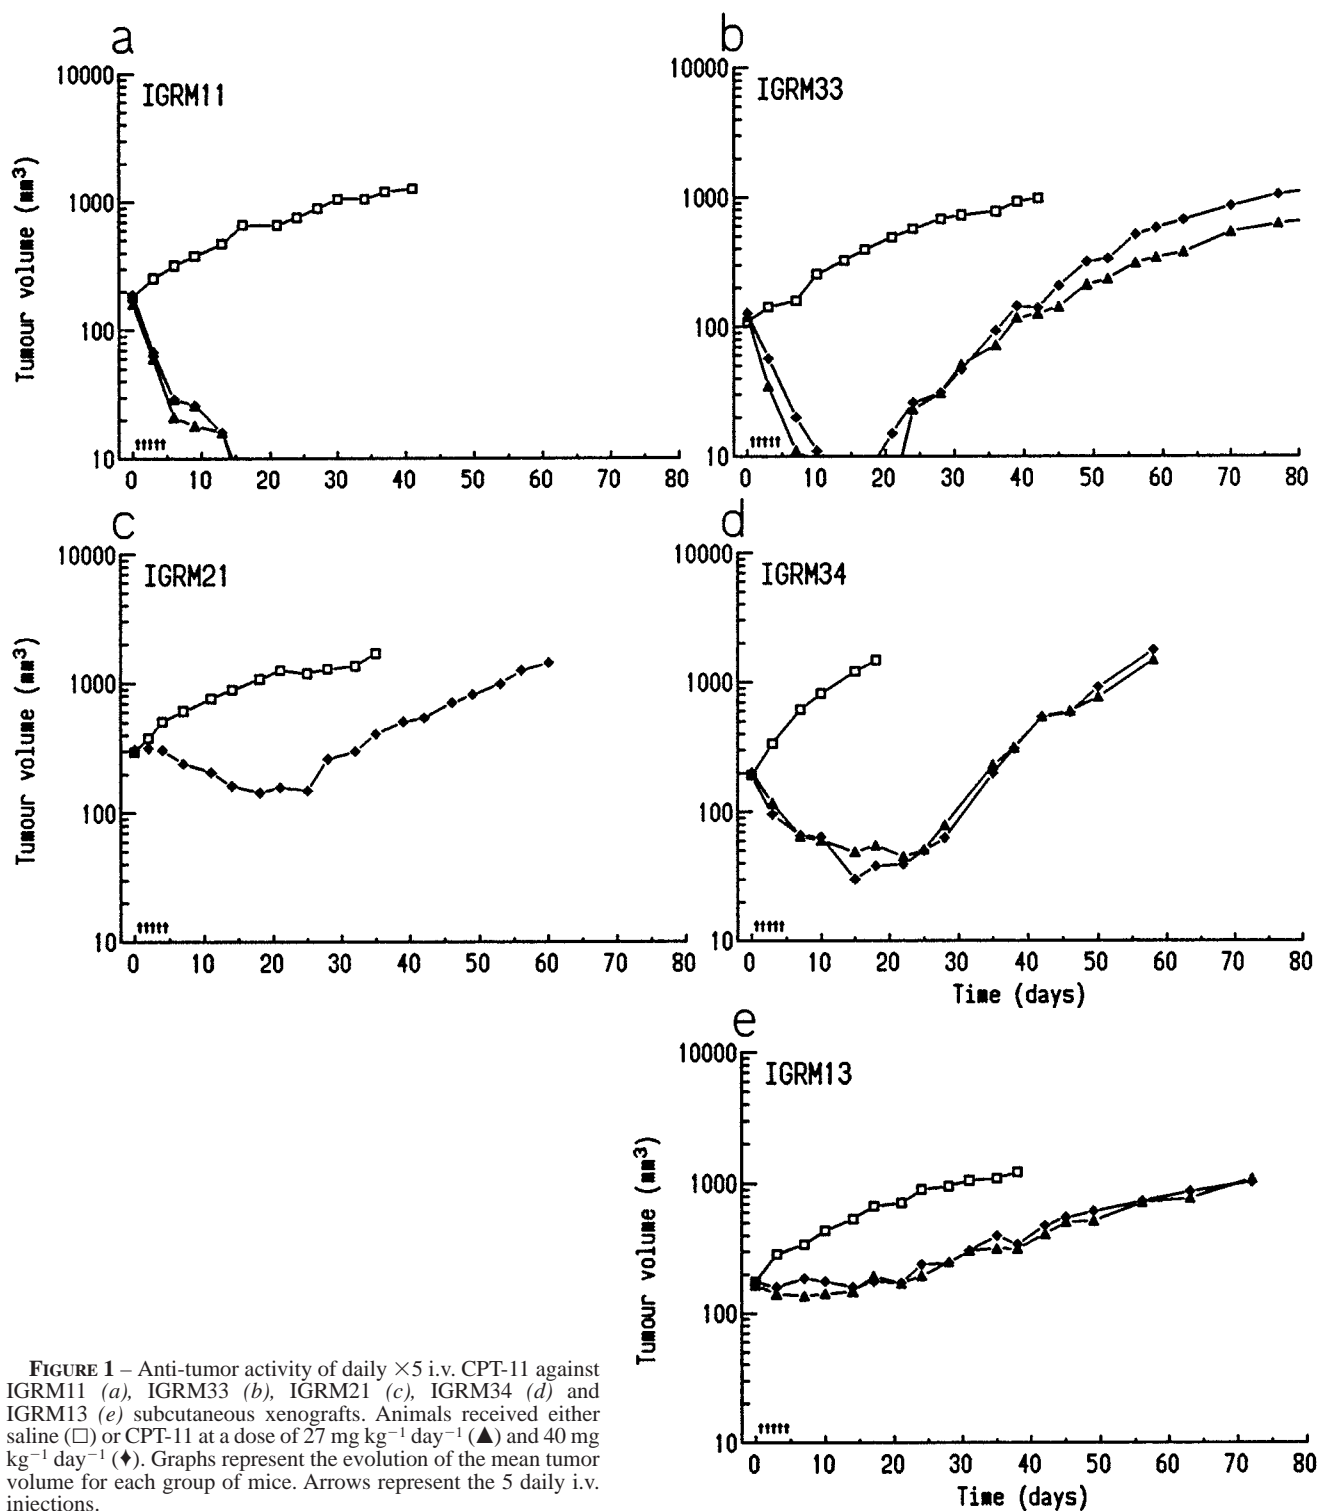 a
IGRM11
Tumour volume (mm³)
10000
1000
100
10
0 10 20 30 40 50 60 70 80
b
IGRM33
10000
1000
100
10
0 10 20 30 40 50 60 70 80
c
IGRM21
Tumour volume (mm³)
10000
1000
100
10
0 10 20 30 40 50 60 70 80
d
IGRM34
10000
1000
100
10
0 10 20 30 40 50 60 70 80
Time (days)
e
IGRM13
Tumour volume (mm³)
10000
1000
100
10
0 10 20 30 40 50 60 70 80
Time (days)
FIGURE 1 – Anti-tumor activity of daily ×5 i.v. CPT-11 against
IGRM11 (a), IGRM33 (b), IGRM21 (c), IGRM34 (d) and
IGRM13 (e) subcutaneous xenografts. Animals received either
saline (□) or CPT-11 at a dose of 27 mg kg⁻¹ day⁻¹ (▲) and 40 mg
kg⁻¹ day⁻¹ (♦). Graphs represent the evolution of the mean tumor
volume for each group of mice. Arrows represent the 5 daily i.v.
injections.